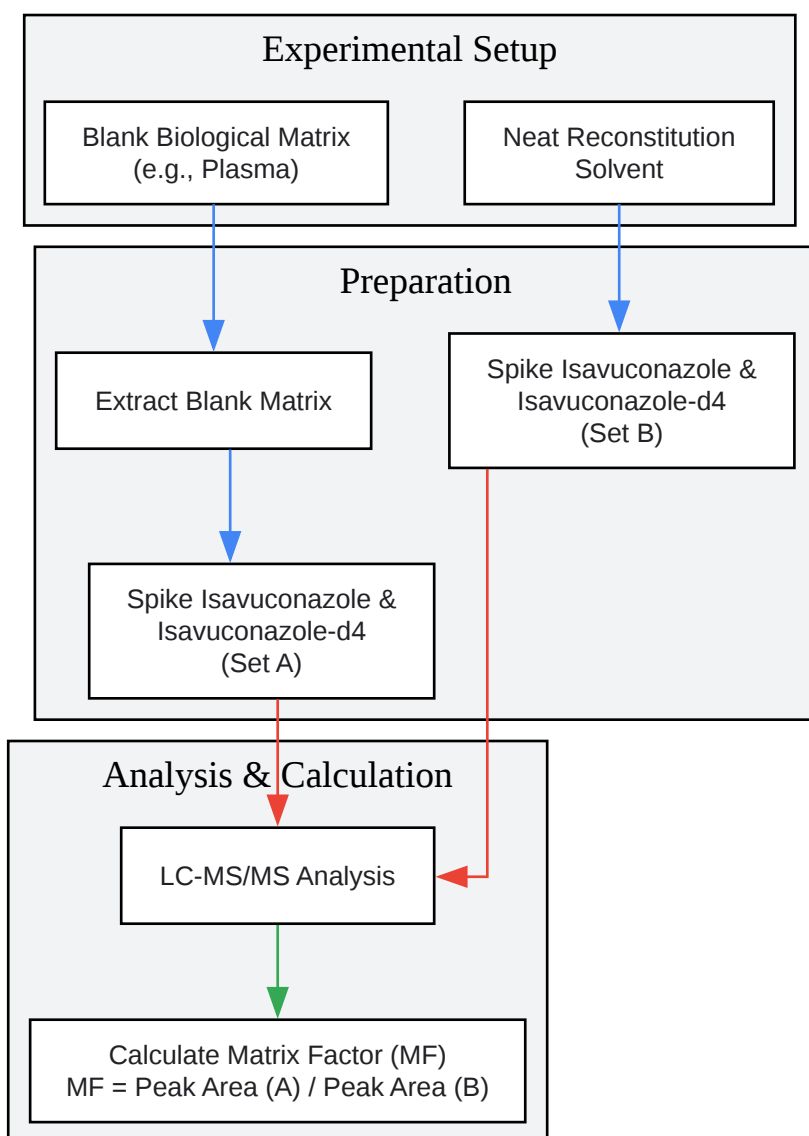 Experimental Setup
Blank Biological Matrix
(e.g., Plasma)
Neat Reconstitution
Solvent
Preparation
Extract Blank Matrix
Spike Isavuconazole &
Isavuconazole-d4
(Set B)
Spike Isavuconazole &
Isavuconazole-d4
(Set A)
Analysis & Calculation
LC-MS/MS Analysis
Calculate Matrix Factor (MF)
MF = Peak Area (A) / Peak Area (B)